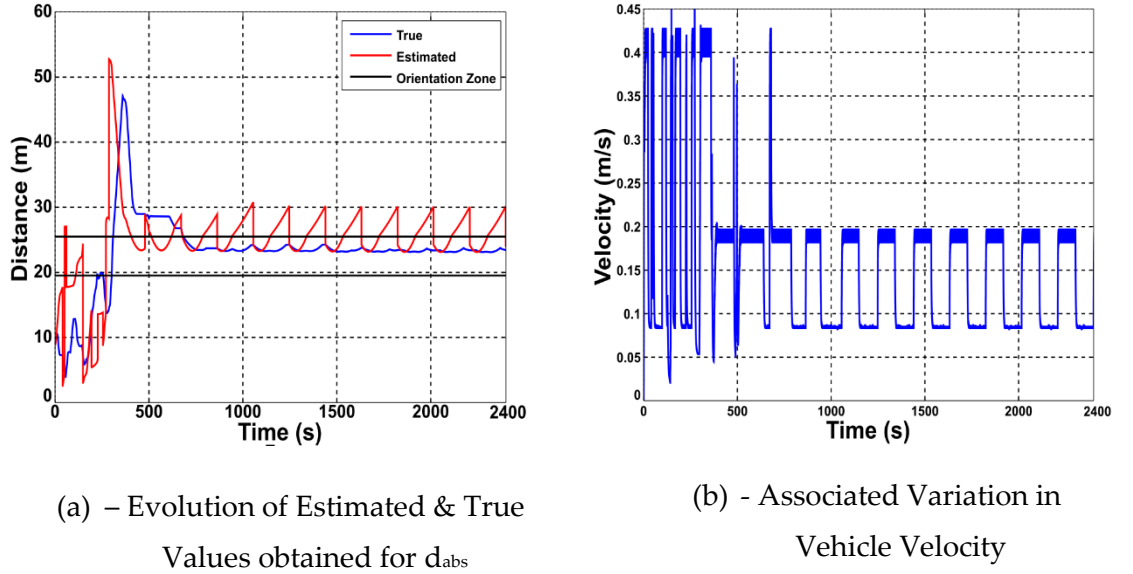 60
50
40
30
20
10
0
Distance (m)
True
Estimated
Orientation Zone
0
500
1000
1500
2000
2400
Time (s)
(a) – Evolution of Estimated & True
Values obtained for dabs
0.45
0.4
0.35
0.3
0.25
0.2
0.15
0.1
0.05
0
Velocity (m/s)
0
500
1000
1500
2000
2400
Time (s)
(b) - Associated Variation in
Vehicle Velocity